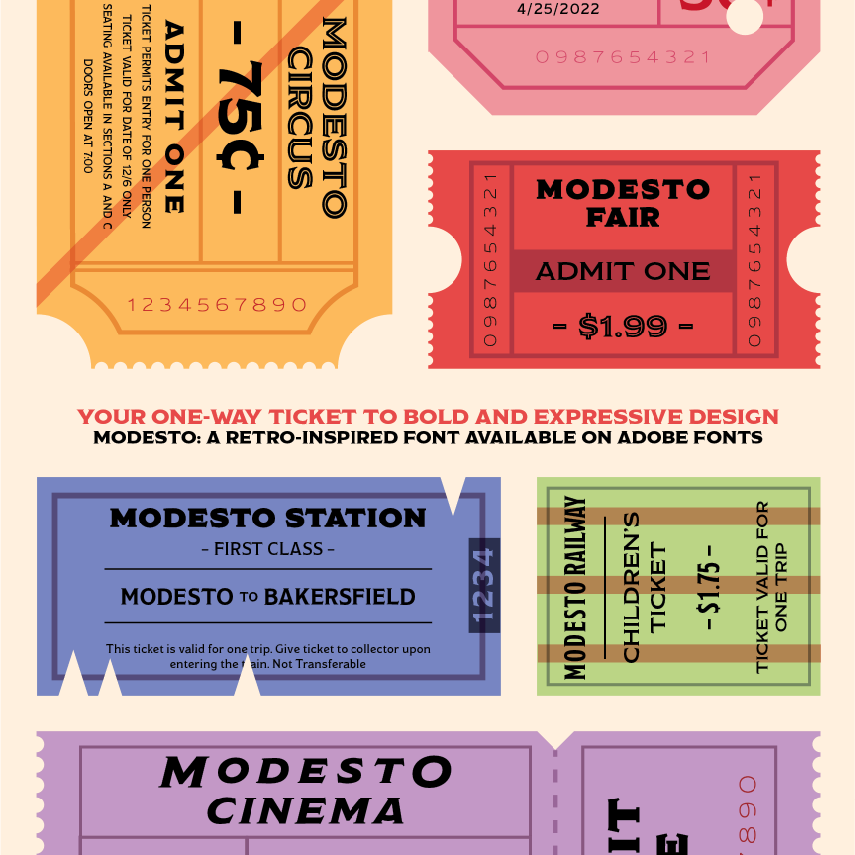 MODESTO
CIRCUS
– 75¢ –
ADMIT ONE
TICKET PERMITS ENTRY FOR ONE PERSON
TICKET VALID FOR DATE OF 12/6 ONLY
SEATING AVAILABLE IN SECTIONS A AND C
DOORS OPEN AT 7:00
1234567890
4/25/2022
0987654321
0987654321
MODESTO
FAIR
ADMIT ONE
– $1.99 –
0987654321
YOUR ONE-WAY TICKET TO BOLD AND EXPRESSIVE DESIGN
MODESTO: A RETRO-INSPIRED FONT AVAILABLE ON ADOBE FONTS
MODESTO STATION
– FIRST CLASS –
MODESTO TO BAKERSFIELD
This ticket is valid for one trip. Give ticket to collector upon
entering the train. Not Transferable
1234
MODESTO RAILWAY
CHILDREN'S
TICKET
– $1.75 –
TICKET VALID FOR
ONE TRIP
MODESTO
CINEMA
890